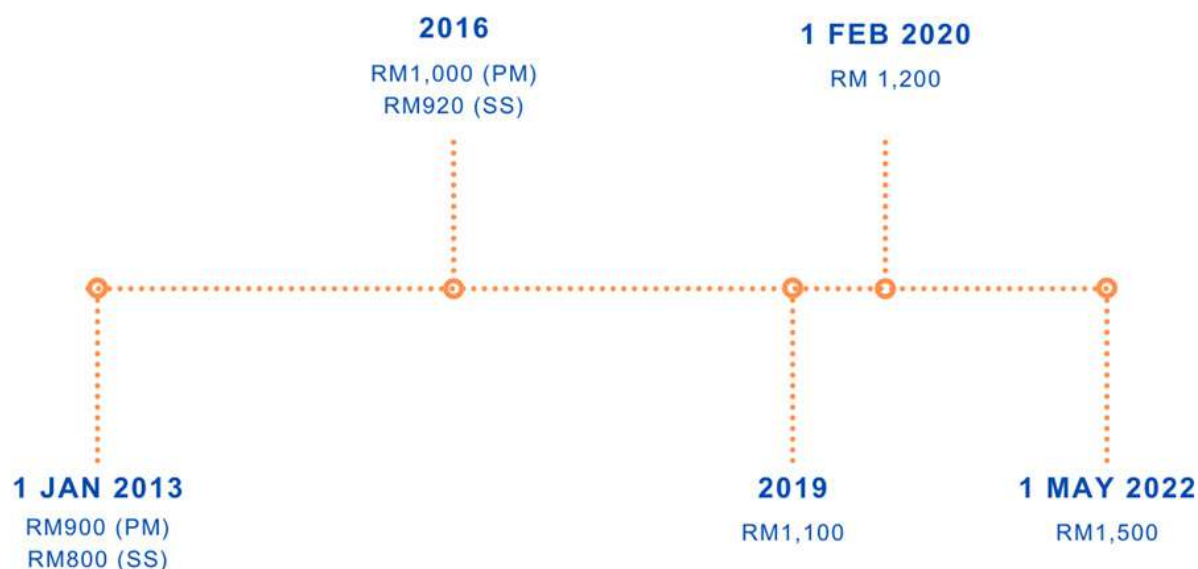 2016
RM1,000 (PM)
RM920 (SS)
1 FEB 2020
RM 1,200
1 JAN 2013
RM900 (PM)
RM800 (SS)
2019
RM1,100
1 MAY 2022
RM1,500